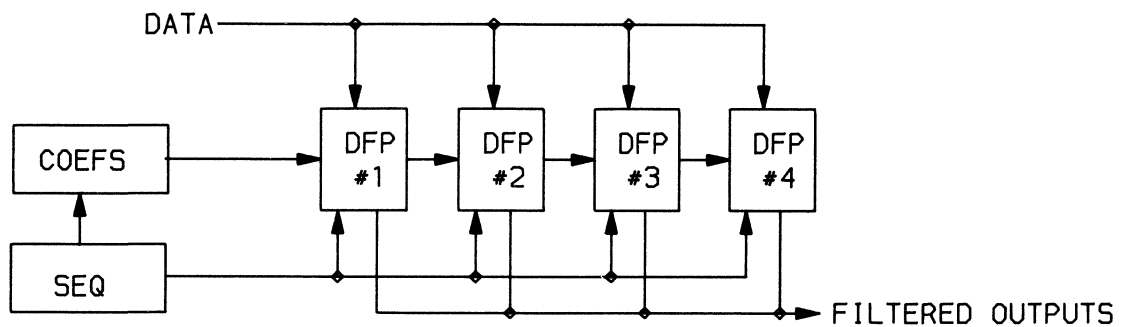 DATA
DFP
#1
DFP
#2
DFP
#3
DFP
#4
COEFS
SEQ
FILTERED OUTPUTS